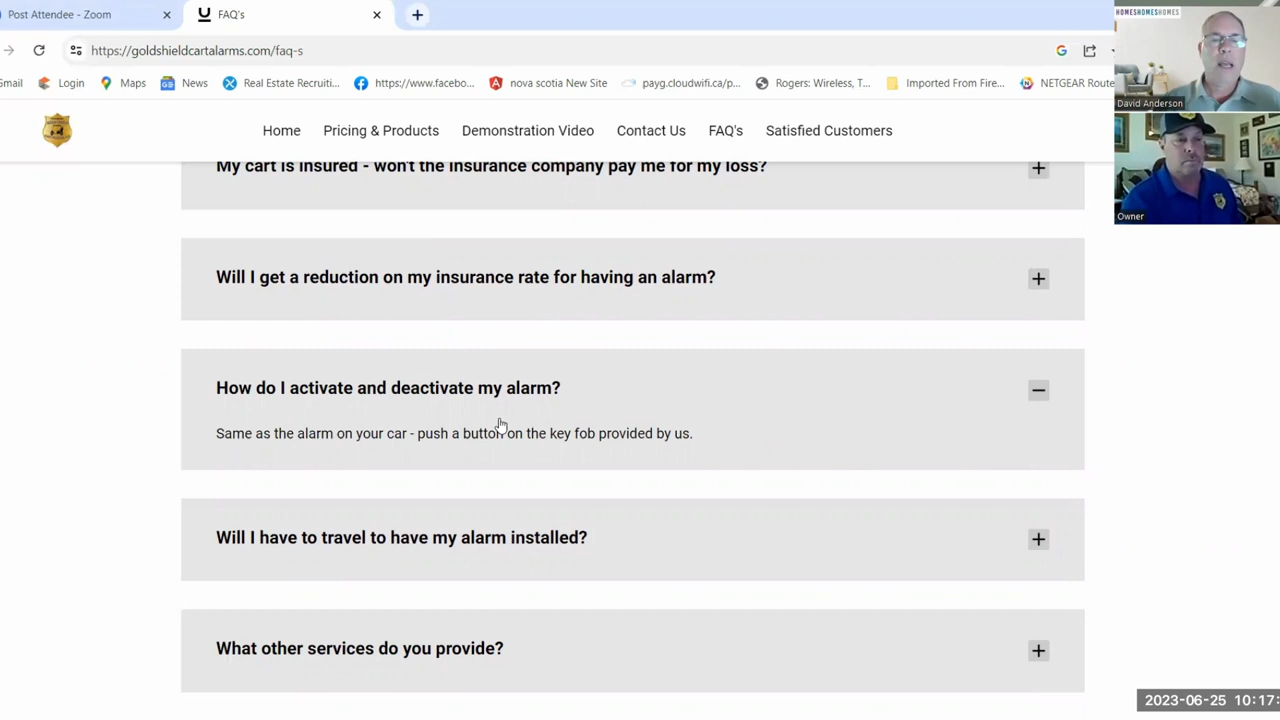 Post Attendee - Zoom
FAQ's
https://goldshieldcartalarms.com/faq-s
Gmail
Login
Maps
News
Real Estate Recruiti...
https://www.facebo...
nova scotia New Site
payg.cloudwifi.ca/p...
Rogers: Wireless, T...
Imported From Fire...
NETGEAR Route
HOMESHOMESHOMES
David Anderson
Owner
Home
Pricing & Products
Demonstration Video
Contact Us
FAQ's
Satisfied Customers
My cart is insured - won't the insurance company pay me for my loss?
Will I get a reduction on my insurance rate for having an alarm?
How do I activate and deactivate my alarm?
Same as the alarm on your car - push a button on the key fob provided by us.
Will I have to travel to have my alarm installed?
What other services do you provide?
2023-06-25 10:17: